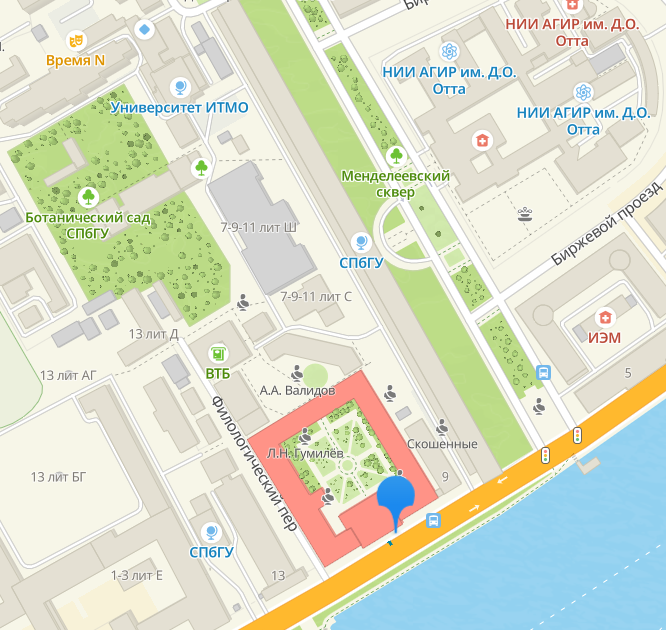 Бир
НИИ АГИР им. Д.О.
Отта
Время N
НИИ АГИР им. Д.О.
Отта
Университет ИТМО
НИИ АГИР им. Д.О.
Отта
Менделеевский
сквер
Ботанический сад
СПбГУ
7-9-11 лит Ш
Биржевой проезд
СПбГУ
7-9-11 лит С
13 лит Д
ИЭМ
ВТБ
13 лит АГ
5
А.А. Валидов
Филологический пер
Скошенные
Л.Н. Гумилёв
13 лит БГ
9
СПбГУ
1-3 лит Е
13